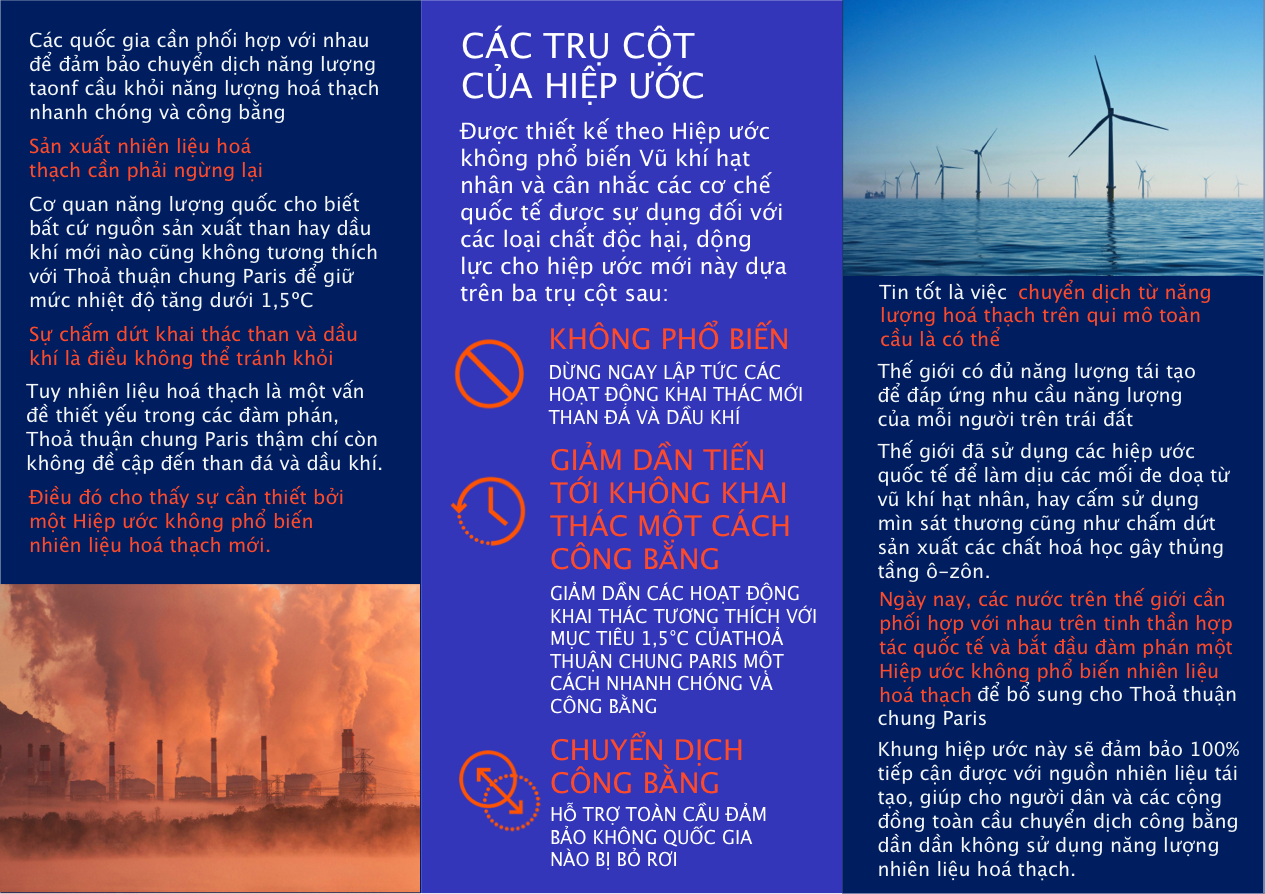 Các quốc gia cần phối hợp với nhau
để đảm bảo chuyển dịch năng lượng
taonf cầu khỏi năng lượng hoá thạch
nhanh chóng và công bằng
Sản xuất nhiên liệu hoá
thạch cần phải ngừng lại
Cơ quan năng lượng quốc cho biết
bất cứ nguồn sản xuất than hay dầu
khí mới nào cũng không tương thích
với Thoả thuận chung Paris để giữ
mức nhiệt độ tăng dưới 1,5ºC
Sự chấm dứt khai thác than và dầu
khí là điều không thể tránh khỏi
Tuy nhiên liệu hoá thạch là một vấn
đề thiết yếu trong các đàm phán,
Thoả thuận chung Paris thậm chí còn
không đề cập đến than đá và dầu khí.
Điều đó cho thấy sự cần thiết bởi
một Hiệp ước không phổ biến
nhiên liệu hoá thạch mới.
CÁC TRỤ CỘT
CỦA HIỆP ƯỚC
Được thiết kế theo Hiệp ước
không phổ biến Vũ khí hạt
nhân và cân nhắc các cơ chế
quốc tế được sự dụng đối với
các loại chất độc hại, dộng
lực cho hiệp ước mới này dựa
trên ba trụ cột sau:
KHÔNG PHỔ BIẾN
DỪNG NGAY LẬP TỨC CÁC
HOẠT ĐỘNG KHAI THÁC MỚI
THAN ĐÁ VÀ DẦU KHÍ
GIẢM DẦN TIẾN
TỚI KHÔNG KHAI
THÁC MỘT CÁCH
CÔNG BẰNG
GIẢM DẦN CÁC HOẠT ĐỘNG
KHAI THÁC TƯƠNG THÍCH VỚI
MỤC TIÊU 1,5°C CỦATHOẢ
THUẬN CHUNG PARIS MỘT
CÁCH NHANH CHÓNG VÀ
CÔNG BẰNG
CHUYỂN DỊCH
CÔNG BẰNG
HỖ TRỢ TOÀN CẦU ĐẢM
BẢO KHÔNG QUỐC GIA
NÀO BỊ BỎ RƠI
Tin tốt là việc chuyển dịch từ năng
lượng hoá thạch trên qui mô toàn
cầu là có thể
Thế giới có đủ năng lượng tái tạo
để đáp ứng nhu cầu năng lượng
của mỗi người trên trái đất
Thế giới đã sử dụng các hiệp ước
quốc tế để làm dịu các mối đe doạ từ
vũ khí hạt nhân, hay cấm sử dụng
mìn sát thương cũng như chấm dứt
sản xuất các chất hoá học gây thủng
tầng ô-zôn.
Ngày nay, các nước trên thế giới cần
phối hợp với nhau trên tinh thần hợp
tác quốc tế và bắt đầu đàm phán một
Hiệp ước không phổ biến nhiên liệu
hoá thạch để bổ sung cho Thoả thuận
chung Paris
Khung hiệp ước này sẽ đảm bảo 100%
tiếp cận được với nguồn nhiên liệu tái
tạo, giúp cho người dân và các cộng
đồng toàn cầu chuyển dịch công bằng
dần dần không sử dụng năng lượng
nhiên liệu hoá thạch.